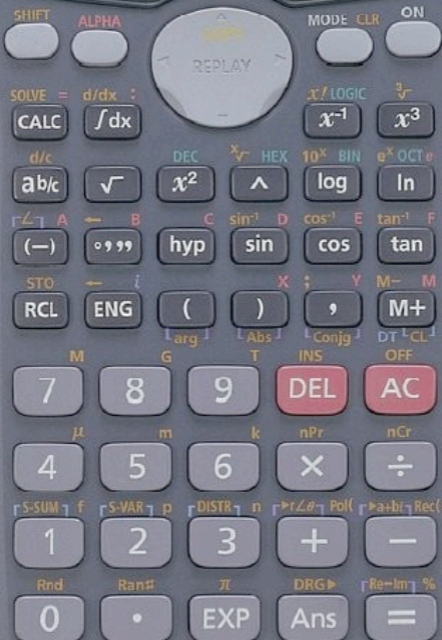 SHIFT ALPHA MODE CLR ON
REPLAY
SOLVE = d/dx : x! LOGIC ³√
CALC ∫dx x⁻¹ x³
d/c DEC ˣ√ HEX 10ˣ BIN eˣ OCT e
ab/c √ x² ^ log ln
∠ A ← B C sin⁻¹ D cos⁻¹ E tan⁻¹ F
(−) °,,, hyp sin cos tan
STO ← i X ; Y M− M
RCL ENG ( ) , M+
arg Abs Conjg DT CL
M G T INS OFF
7 8 9 DEL AC
μ m k nPr nCr
4 5 6 × ÷
S-SUM f S-VAR p DISTR n ▶r∠θ Pol( ▶a+bi Rec(
1 2 3 + −
Rnd Ran# π DRG▶ Re⇔Im %
0 • EXP Ans =